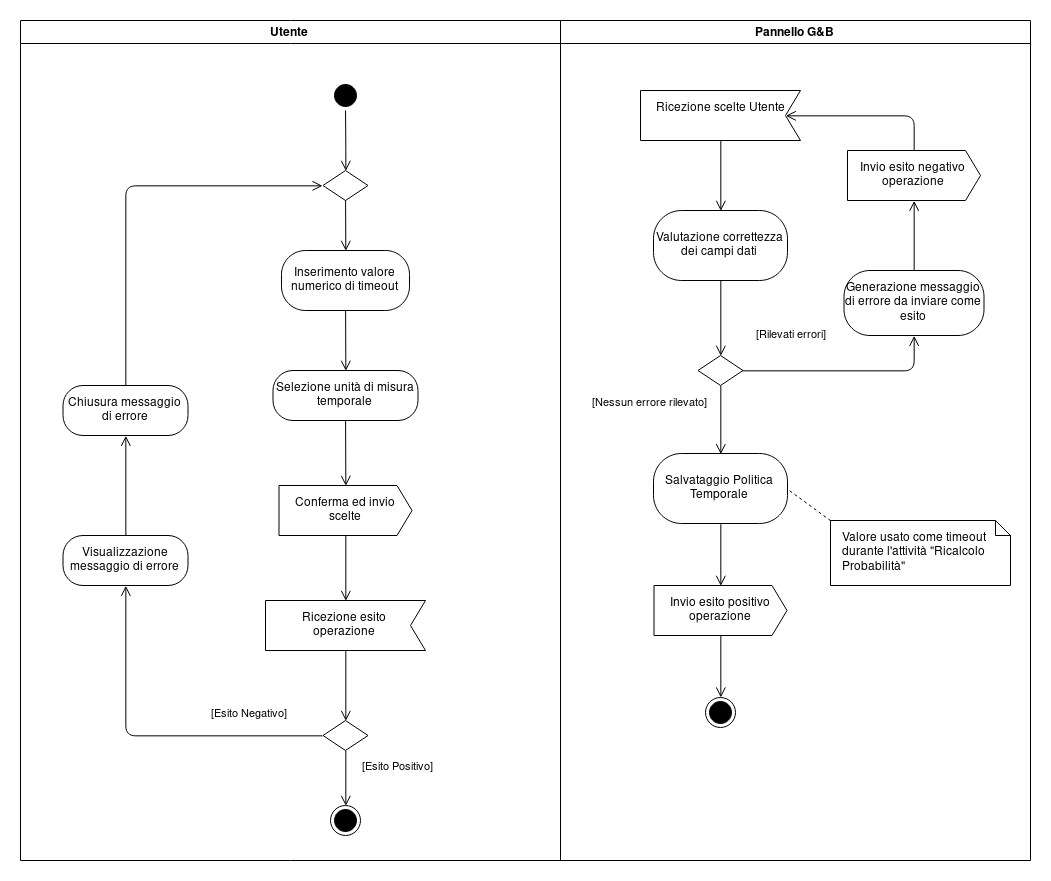 Utente
Pannello G&B
Inserimento valore
numerico di timeout
Selezione unità di misura
temporale
Conferma ed invio
scelte
Ricezione esito
operazione
[Esito Negativo]
[Esito Positivo]
Visualizzazione
messaggio di errore
Chiusura messaggio
di errore
Ricezione scelte Utente
Valutazione correttezza
dei campi dati
[Rilevati errori]
Generazione messaggio
di errore da inviare come
esito
Invio esito negativo
operazione
[Nessun errore rilevato]
Salvataggio Politica
Temporale
Valore usato come timeout
durante l'attività "Ricalcolo
Probabilità"
Invio esito positivo
operazione